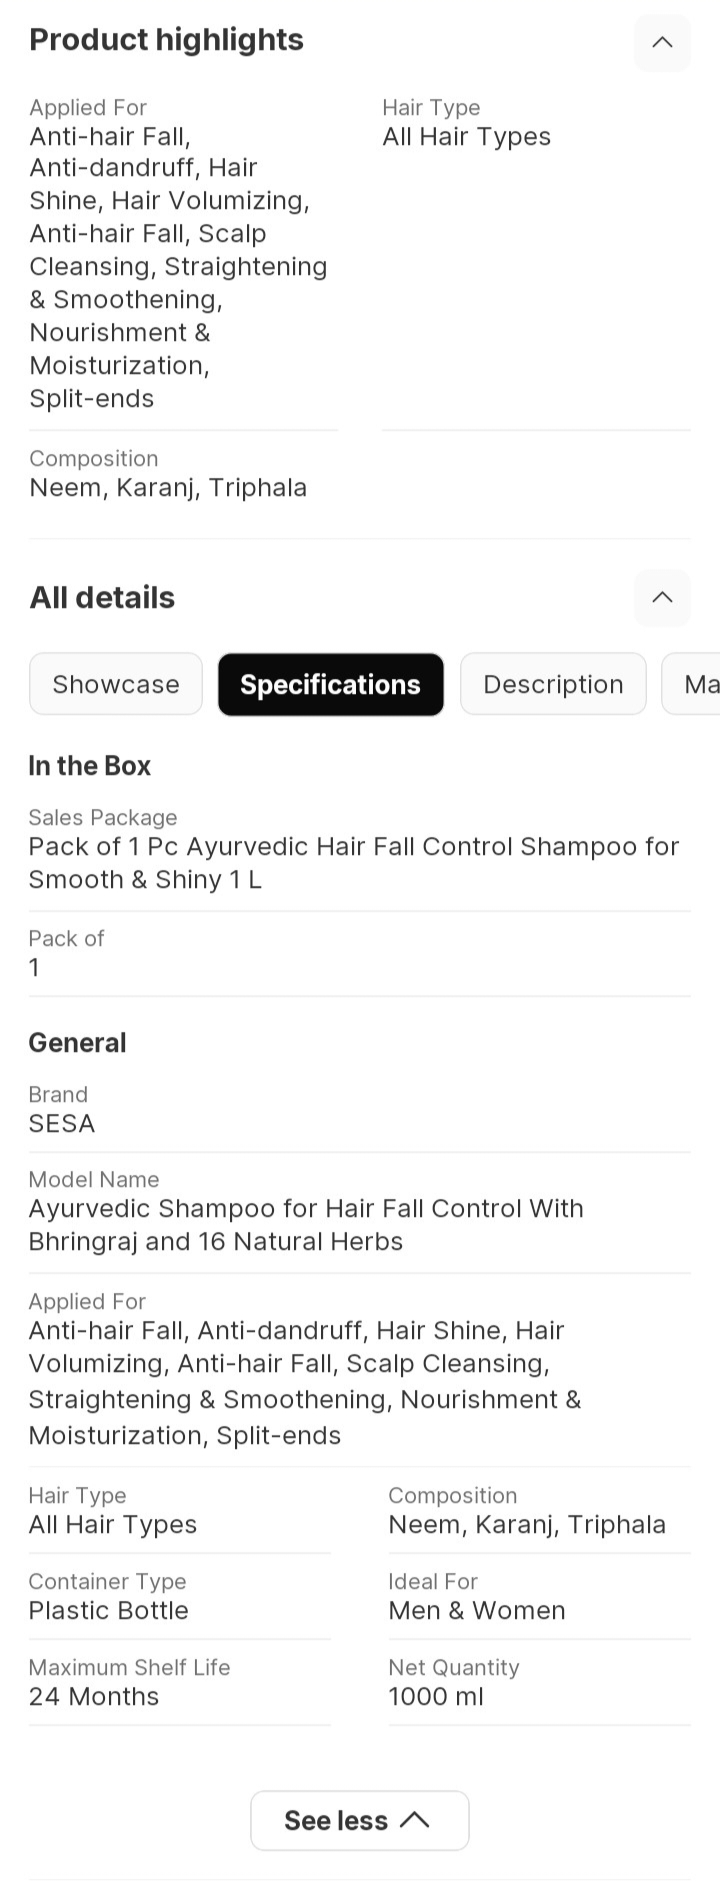 Product highlights
Applied For
Anti-hair Fall,
Anti-dandruff, Hair
Shine, Hair Volumizing,
Anti-hair Fall, Scalp
Cleansing, Straightening
& Smoothening,
Nourishment &
Moisturization,
Split-ends
Hair Type
All Hair Types
Composition
Neem, Karanj, Triphala
All details
Showcase Specifications Description Ma
In the Box
Sales Package
Pack of 1 Pc Ayurvedic Hair Fall Control Shampoo for
Smooth & Shiny 1 L
Pack of
1
General
Brand
SESA
Model Name
Ayurvedic Shampoo for Hair Fall Control With
Bhringraj and 16 Natural Herbs
Applied For
Anti-hair Fall, Anti-dandruff, Hair Shine, Hair
Volumizing, Anti-hair Fall, Scalp Cleansing,
Straightening & Smoothening, Nourishment &
Moisturization, Split-ends
Hair Type
All Hair Types
Composition
Neem, Karanj, Triphala
Container Type
Plastic Bottle
Ideal For
Men & Women
Maximum Shelf Life
24 Months
Net Quantity
1000 ml
See less